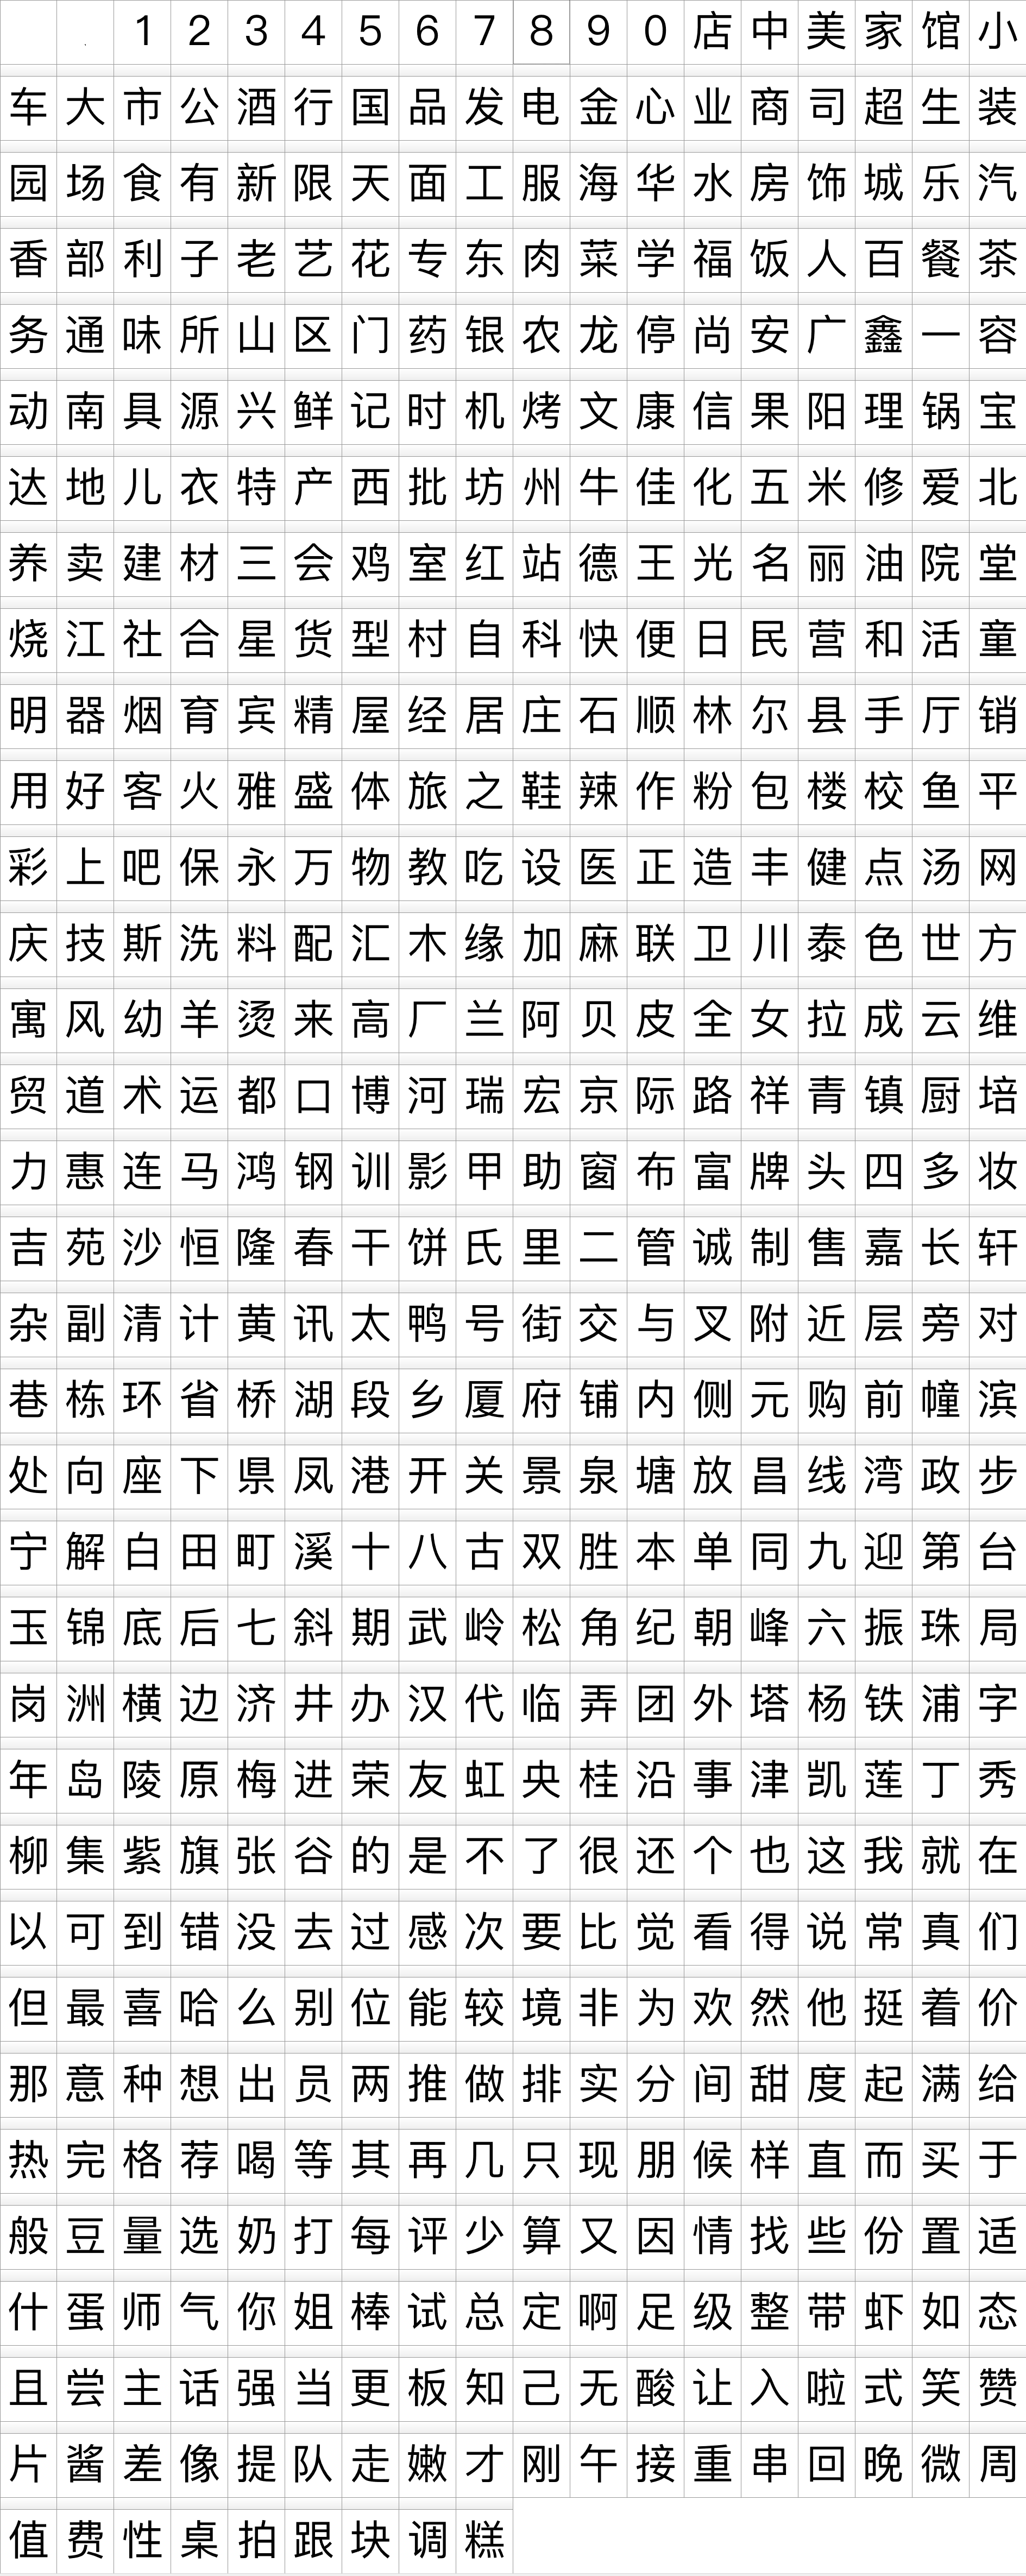 . 1 2 3 4 5 6 7 8 9 0 店 中 美 家 馆 小
车 大 市 公 酒 行 国 品 发 电 金 心 业 商 司 超 生 装
园 场 食 有 新 限 天 面 工 服 海 华 水 房 饰 城 乐 汽
香 部 利 子 老 艺 花 专 东 肉 菜 学 福 饭 人 百 餐 茶
务 通 味 所 山 区 门 药 银 农 龙 停 尚 安 广 鑫 一 容
动 南 具 源 兴 鲜 记 时 机 烤 文 康 信 果 阳 理 锅 宝
达 地 儿 衣 特 产 西 批 坊 州 牛 佳 化 五 米 修 爱 北
养 卖 建 材 三 会 鸡 室 红 站 德 王 光 名 丽 油 院 堂
烧 江 社 合 星 货 型 村 自 科 快 便 日 民 营 和 活 童
明 器 烟 育 宾 精 屋 经 居 庄 石 顺 林 尔 县 手 厅 销
用 好 客 火 雅 盛 体 旅 之 鞋 辣 作 粉 包 楼 校 鱼 平
彩 上 吧 保 永 万 物 教 吃 设 医 正 造 丰 健 点 汤 网
庆 技 斯 洗 料 配 汇 木 缘 加 麻 联 卫 川 泰 色 世 方
寓 风 幼 羊 烫 来 高 厂 兰 阿 贝 皮 全 女 拉 成 云 维
贸 道 术 运 都 口 博 河 瑞 宏 京 际 路 祥 青 镇 厨 培
力 惠 连 马 鸿 钢 训 影 甲 助 窗 布 富 牌 头 四 多 妆
吉 苑 沙 恒 隆 春 干 饼 氏 里 二 管 诚 制 售 嘉 长 轩
杂 副 清 计 黄 讯 太 鸭 号 街 交 与 叉 附 近 层 旁 对
巷 栋 环 省 桥 湖 段 乡 厦 府 铺 内 侧 元 购 前 幢 滨
处 向 座 下 県 凤 港 开 关 景 泉 塘 放 昌 线 湾 政 步
宁 解 白 田 町 溪 十 八 古 双 胜 本 单 同 九 迎 第 台
玉 锦 底 后 七 斜 期 武 岭 松 角 纪 朝 峰 六 振 珠 局
岗 洲 横 边 济 井 办 汉 代 临 弄 团 外 塔 杨 铁 浦 字
年 岛 陵 原 梅 进 荣 友 虹 央 桂 沿 事 津 凯 莲 丁 秀
柳 集 紫 旗 张 谷 的 是 不 了 很 还 个 也 这 我 就 在
以 可 到 错 没 去 过 感 次 要 比 觉 看 得 说 常 真 们
但 最 喜 哈 么 别 位 能 较 境 非 为 欢 然 他 挺 着 价
那 意 种 想 出 员 两 推 做 排 实 分 间 甜 度 起 满 给
热 完 格 荐 喝 等 其 再 几 只 现 朋 候 样 直 而 买 于
般 豆 量 选 奶 打 每 评 少 算 又 因 情 找 些 份 置 适
什 蛋 师 气 你 姐 棒 试 总 定 啊 足 级 整 带 虾 如 态
且 尝 主 话 强 当 更 板 知 己 无 酸 让 入 啦 式 笑 赞
片 酱 差 像 提 队 走 嫩 才 刚 午 接 重 串 回 晚 微 周
值 费 性 桌 拍 跟 块 调 糕